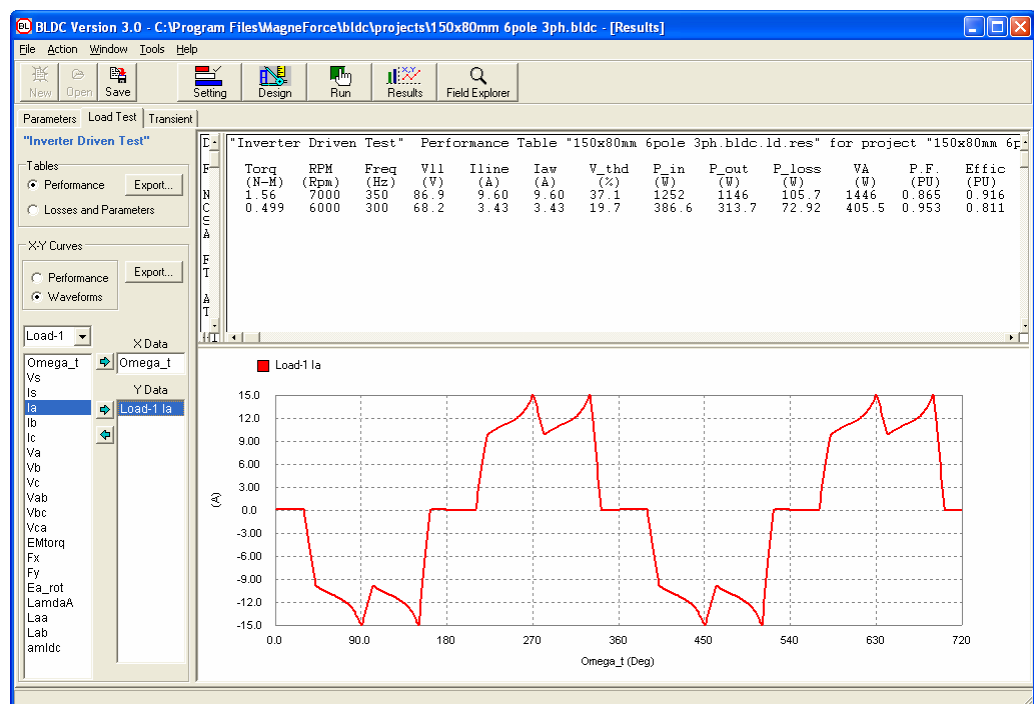 BLDC Version 3.0 - C:\Program Files\MagneForce\bldc\projects\150x80mm 6pole 3ph.bldc - [Results]
File Action Window Tools Help
New Open Save Setting Design Run Results Field Explorer
Parameters Load Test Transient
"Inverter Driven Test"
Tables
Performance Export...
Losses and Parameters
X-Y Curves
Performance Export...
Waveforms
Load-1
X Data
Omega_t
Y Data
Load-1 Ia
Omega_t
Vs
Is
Ia
Ib
Ic
Va
Vb
Vc
Vab
Vbc
Vca
EMtorq
Fx
Fy
Ea_rot
LamdaA
Laa
Lab
amIdc
"Inverter Driven Test" Performance Table "150x80mm 6pole 3ph.bldc.ld.res" for project "150x80mm 6p
Torq RPM Freq Vll Iline Iaw V_thd P_in P_out P_loss VA P.F. Effic
(N-M) (Rpm) (Hz) (V) (A) (A) (%) (W) (W) (W) (W) (PU) (PU)
1.56 7000 350 86.9 9.60 9.60 37.1 1252 1146 105.7 1446 0.865 0.916
0.499 6000 300 68.2 3.43 3.43 19.7 386.6 313.7 72.92 405.5 0.953 0.811
Load-1 Ia
15.0
12.0
9.00
6.00
3.00
0.0
-3.00
-6.00
-9.00
-12.0
-15.0
(A)
0.0 90.0 180 270 360 450 540 630 720
Omega_t (Deg)